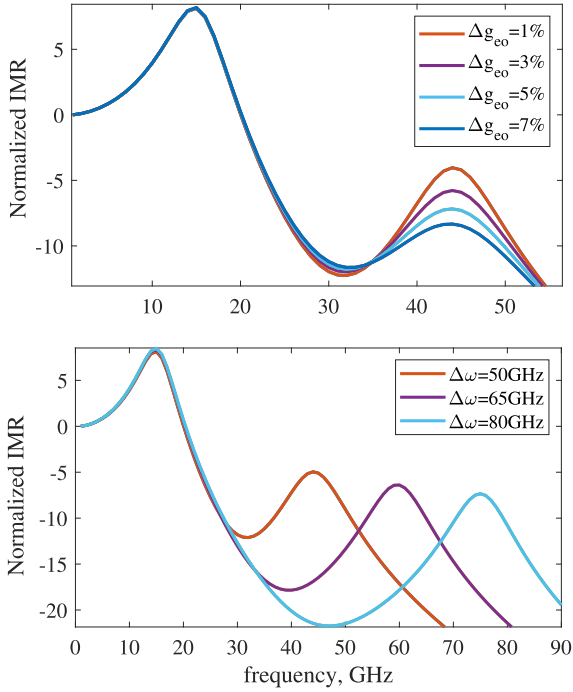 5
0
-5
-10
Normalized IMR
Δg_eo=1%
Δg_eo=3%
Δg_eo=5%
Δg_eo=7%
10 20 30 40 50
5
0
-5
-10
-15
-20
Normalized IMR
Δω=50GHz
Δω=65GHz
Δω=80GHz
0 10 20 30 40 50 60 70 80 90
frequency, GHz